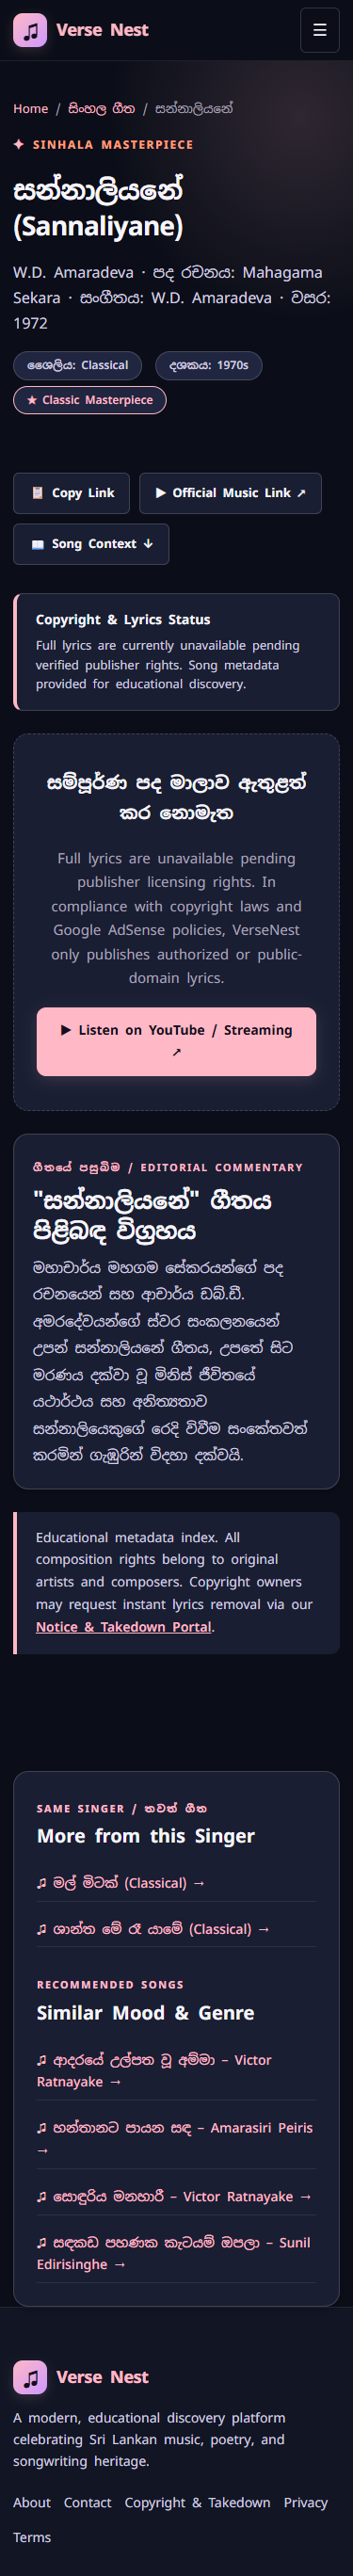 Verse Nest
Home / සිංහල ගීත / සන්නාලියනේ
✦ SINHALA MASTERPIECE
සන්නාලියනේ
(Sannaliyane)
W.D. Amaradeva · පද රචනය: Mahagama
Sekara · සංගීතය: W.D. Amaradeva · වසර:
1972
ශෛලිය: Classical
දශකය: 1970s
★ Classic Masterpiece
📋 Copy Link
▶ Official Music Link ↗
📖 Song Context ↓
Copyright & Lyrics Status
Full lyrics are currently unavailable pending
verified publisher rights. Song metadata
provided for educational discovery.
සම්පූර්ණ පද මාලාව ඇතුළත්
කර නොමැත
Full lyrics are unavailable pending
publisher licensing rights. In
compliance with copyright laws and
Google AdSense policies, VerseNest
only publishes authorized or public-
domain lyrics.
▶ Listen on YouTube / Streaming
↗
ගීතයේ පසුබිම / EDITORIAL COMMENTARY
"සන්නාලියනේ" ගීතය
පිළිබඳ විග්‍රහය
මහාචාර්ය මහගම සේකරයන්ගේ පද
රචනයෙන් සහ ආචාර්ය ඩබ්.ඩී.
අමරදේවයන්ගේ ස්වර සංකලනයෙන්
උපන් සන්නාලියනේ ගීතය, උපතේ සිට
මරණය දක්වා වූ මිනිස් ජීවිතයේ
යථාර්ථය සහ අනිත්‍යතාව
සන්නාලියෙකුගේ රෙදි විවීම සංකේතවත්
කරමින් ගැඹුරින් විදහා දක්වයි.
Educational metadata index. All
composition rights belong to original
artists and composers. Copyright owners
may request instant lyrics removal via our
Notice & Takedown Portal.
SAME SINGER / තවත් ගීත
More from this Singer
♫ මල් මිටක් (Classical) →
♫ ශාන්ත මේ රෑ යාමේ (Classical) →
RECOMMENDED SONGS
Similar Mood & Genre
♫ ආදරයේ උල්පත වූ අම්මා – Victor
Ratnayake →
♫ හන්තානට පායන සඳ – Amarasiri Peiris
→
♫ සොඳුරිය මනහාරී – Victor Ratnayake →
♫ සඳකඩ පහණක කැටයම් ඔපලා – Sunil
Edirisinghe →
Verse Nest
A modern, educational discovery platform
celebrating Sri Lankan music, poetry, and
songwriting heritage.
About Contact Copyright & Takedown Privacy
Terms